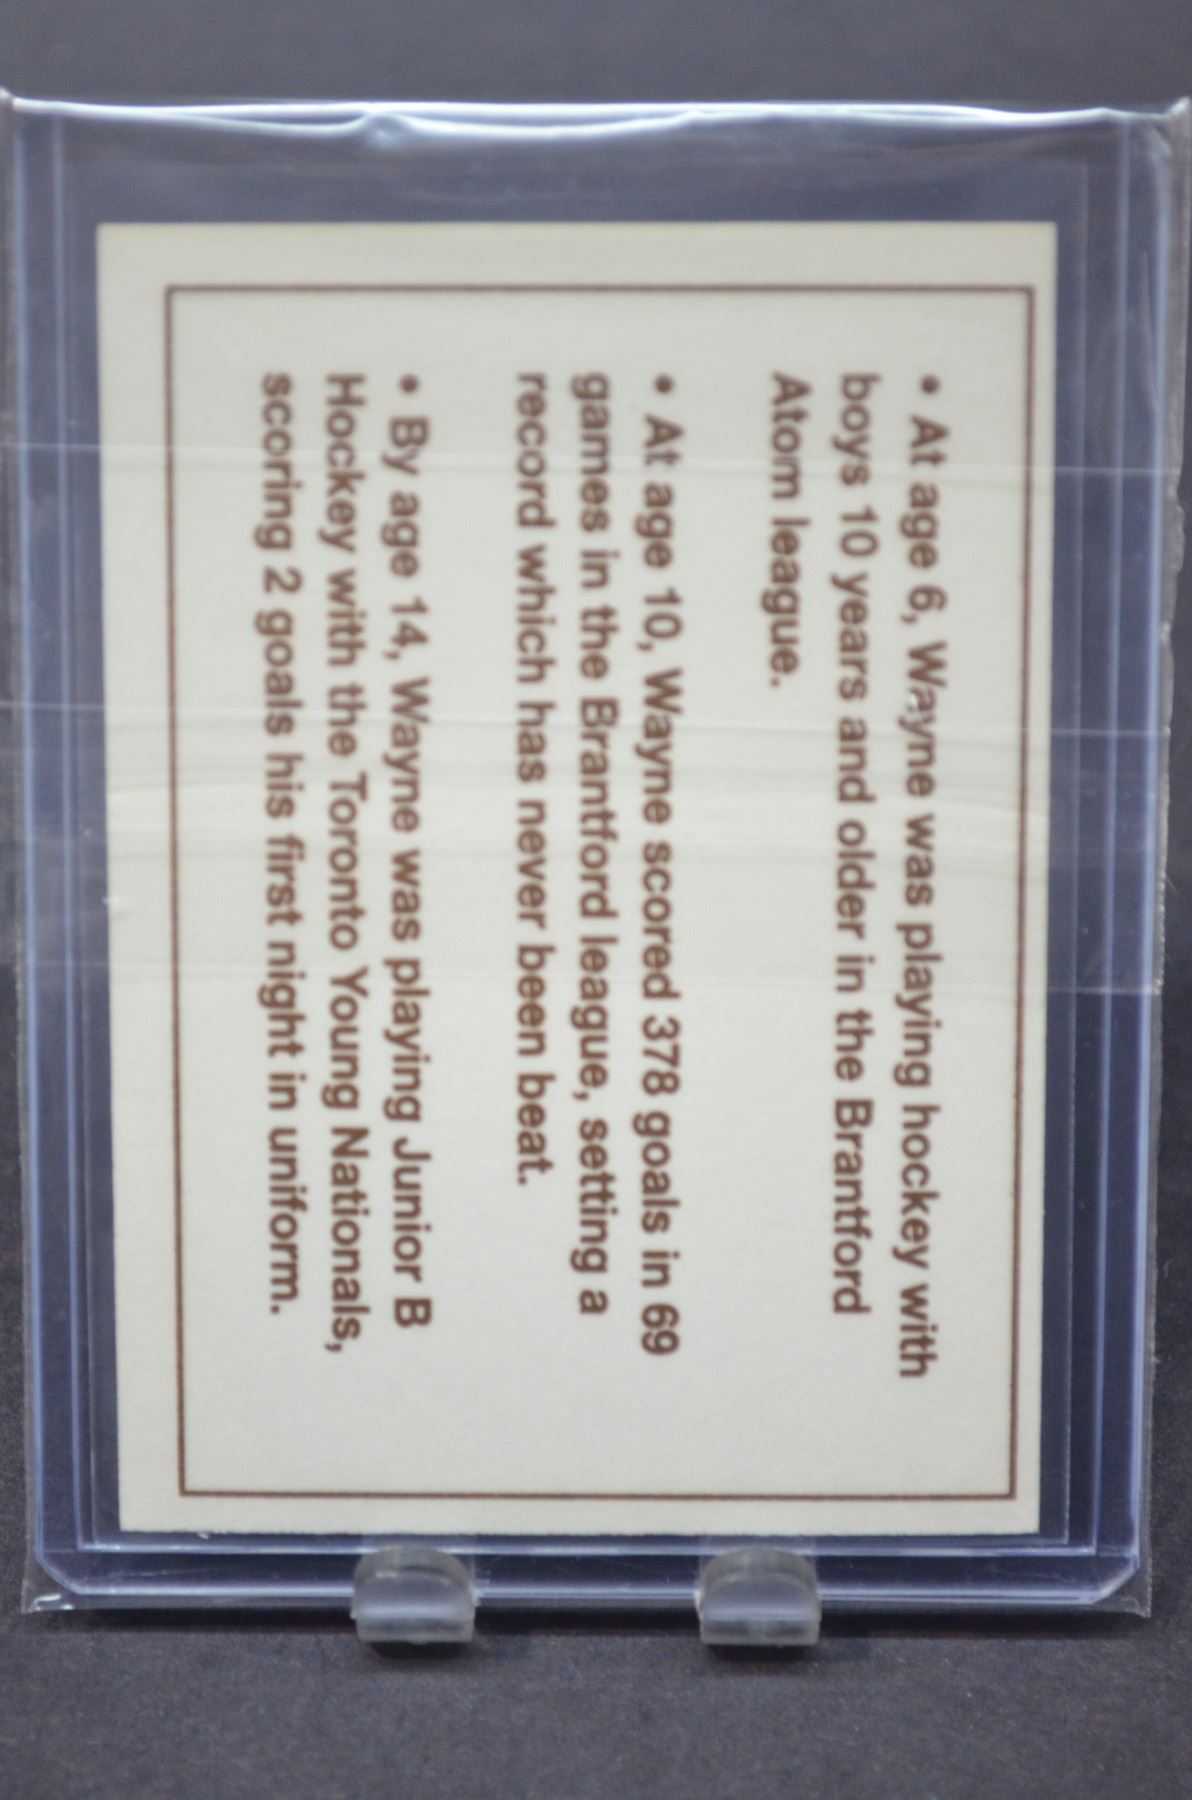 • At age 6, Wayne was playing hockey with
boys 10 years and older in the Brantford
Atom league.
• At age 10, Wayne scored 378 goals in 69
games in the Brantford league, setting a
record which has never been beat.
• By age 14, Wayne was playing Junior B
Hockey with the Toronto Young Nationals,
scoring 2 goals his first night in uniform.